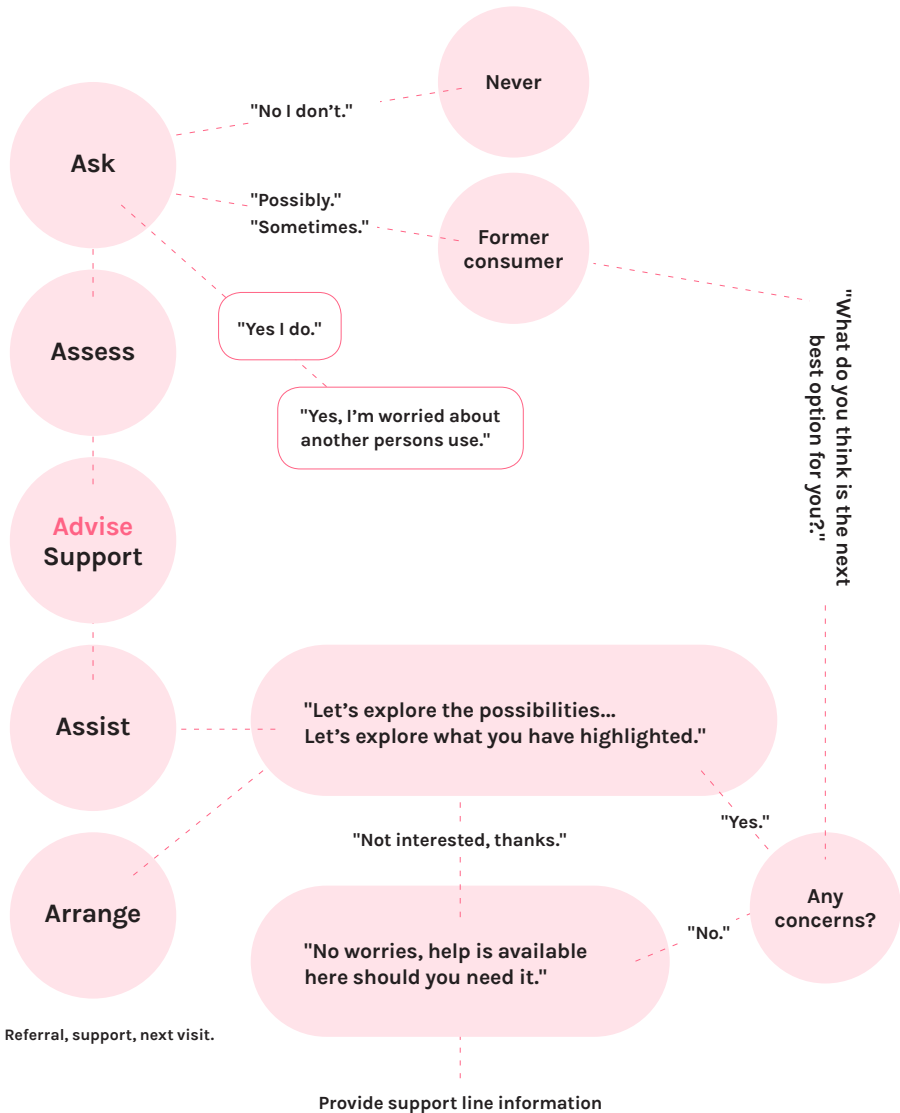 Never
"No I don’t."
Ask
"Possibly."
"Sometimes."
Former
consumer
"What do you think is the next
best option for you?."
"Yes I do."
Assess
"Yes, I’m worried about
another persons use."
Advise
Support
Assist
"Let’s explore the possibilities...
Let’s explore what you have highlighted."
"Yes."
"Not interested, thanks."
Arrange
Any
concerns?
"No."
"No worries, help is available
here should you need it."
Referral, support, next visit.
Provide support line information